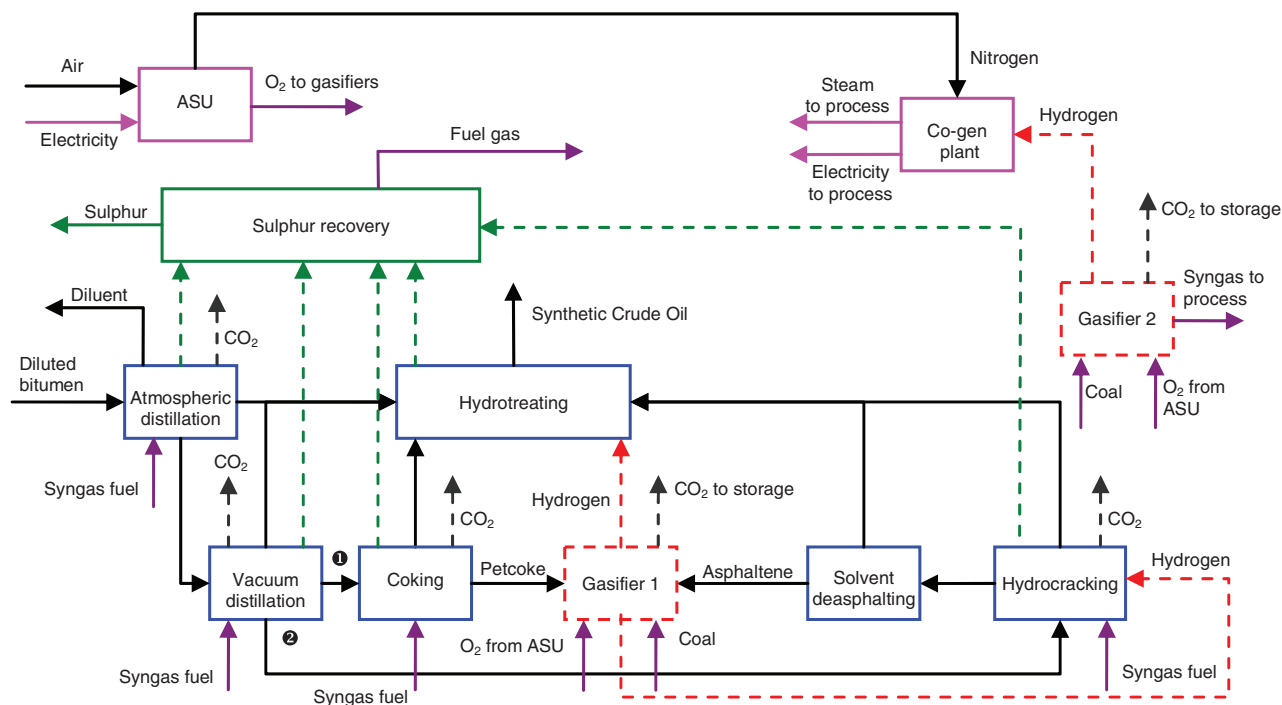 Air
ASU
O₂ to gasifiers
Electricity
Fuel gas
Nitrogen
Steam
to process
Co-gen
plant
Hydrogen
Electricity
to process
Sulphur
Sulphur recovery
CO₂ to storage
Syngas to
process
Gasifier 2
Coal
O₂ from
ASU
Diluent
CO₂
Synthetic Crude Oil
Diluted
bitumen
Atmospheric
distillation
Hydrotreating
Syngas fuel
CO₂
CO₂
Hydrogen
CO₂ to storage
CO₂
❶
Vacuum
distillation
Coking
Petcoke
Gasifier 1
Asphaltene
Solvent
deasphalting
Hydrocracking
Hydrogen
❷
O₂ from ASU
Coal
Syngas fuel
Syngas fuel
Syngas fuel